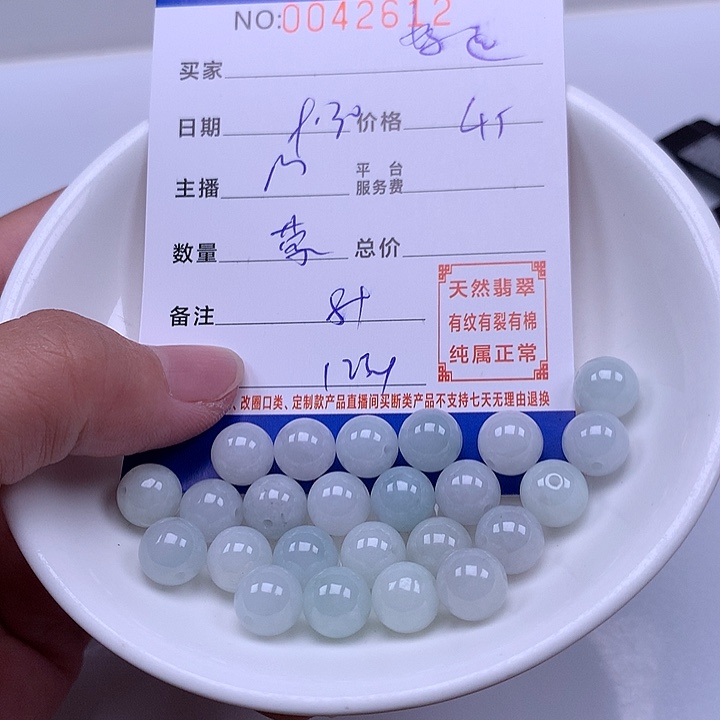 NO:0042612
买家
日期 价格 45
主播 平台服务费
数量 总价
备注
天然翡翠
有纹有裂有棉
纯属正常
、改圈口类、定制款产品直播间买断类产品不支持七天无理由退换